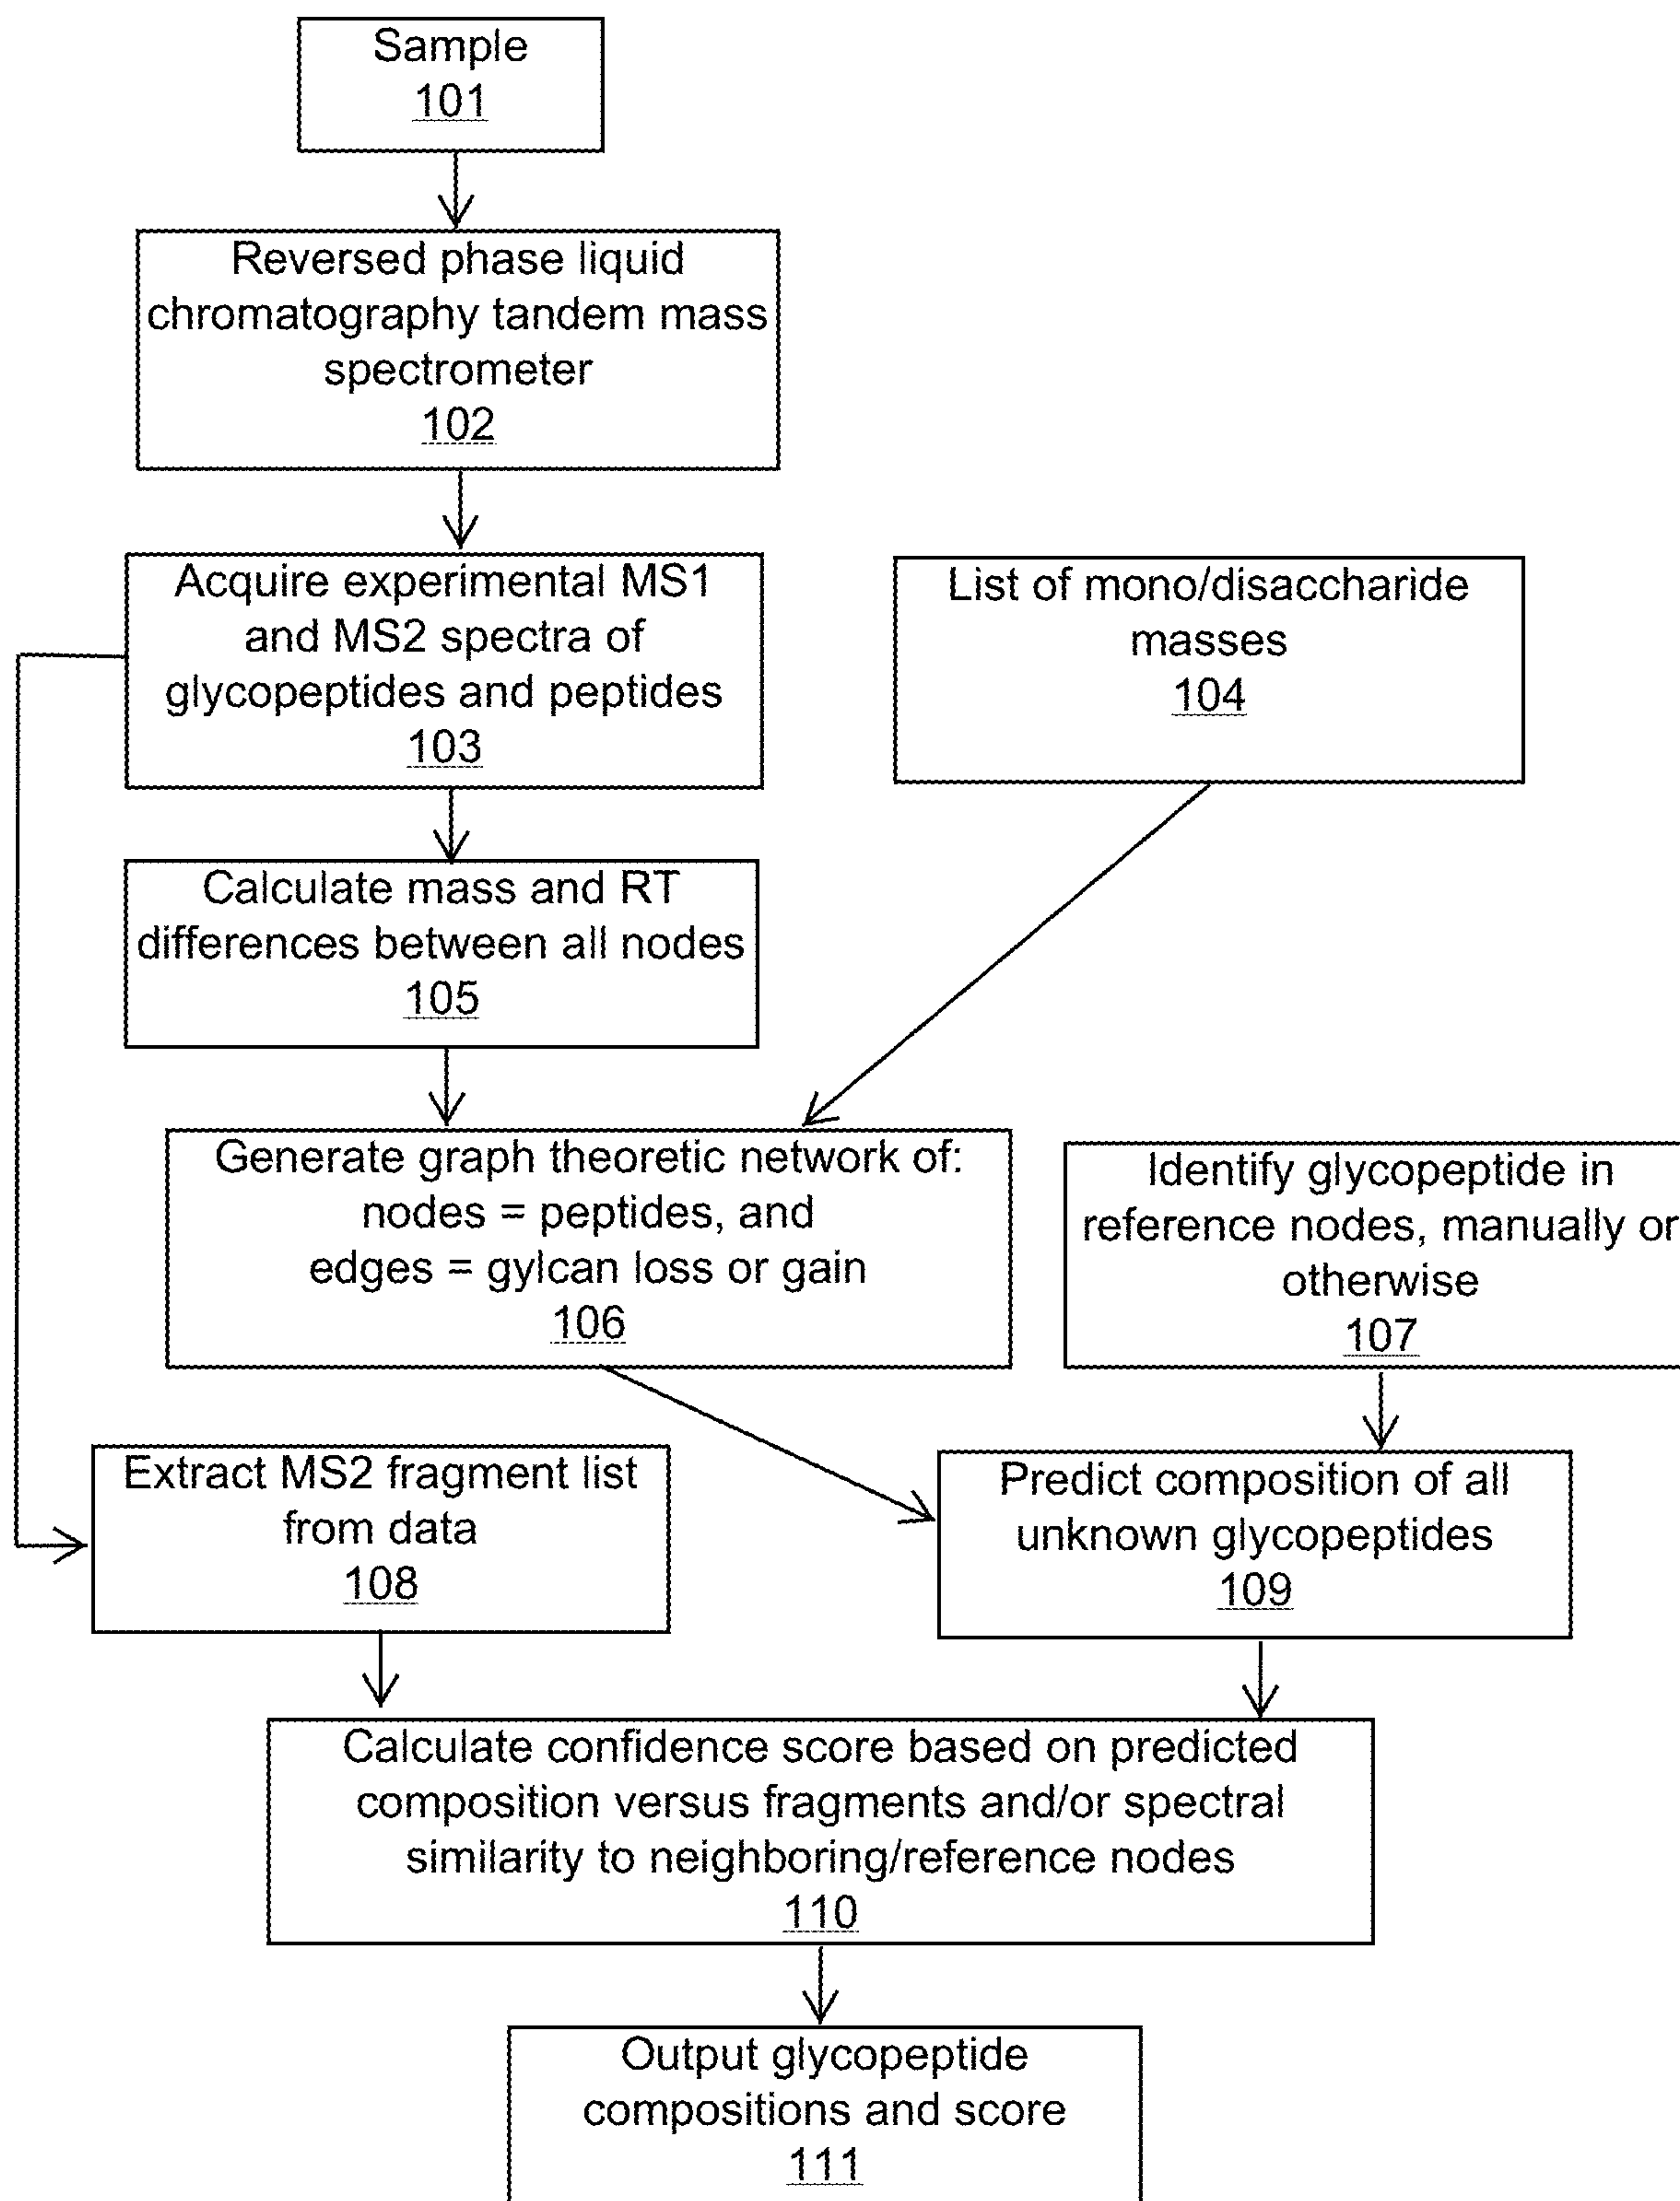 Sample
101
Reversed phase liquid
chromatography tandem mass
spectrometer
102
Acquire experimental MS1
and MS2 spectra of
glycopeptides and peptides
103
List of mono/disaccharide
masses
104
Calculate mass and RT
differences between all nodes
105
Generate graph theoretic network of:
nodes = peptides, and
edges = gylcan loss or gain
106
Identify glycopeptide in
reference nodes, manually or
otherwise
107
Extract MS2 fragment list
from data
108
Predict composition of all
unknown glycopeptides
109
Calculate confidence score based on predicted
composition versus fragments and/or spectral
similarity to neighboring/reference nodes
110
Output glycopeptide
compositions and score
111